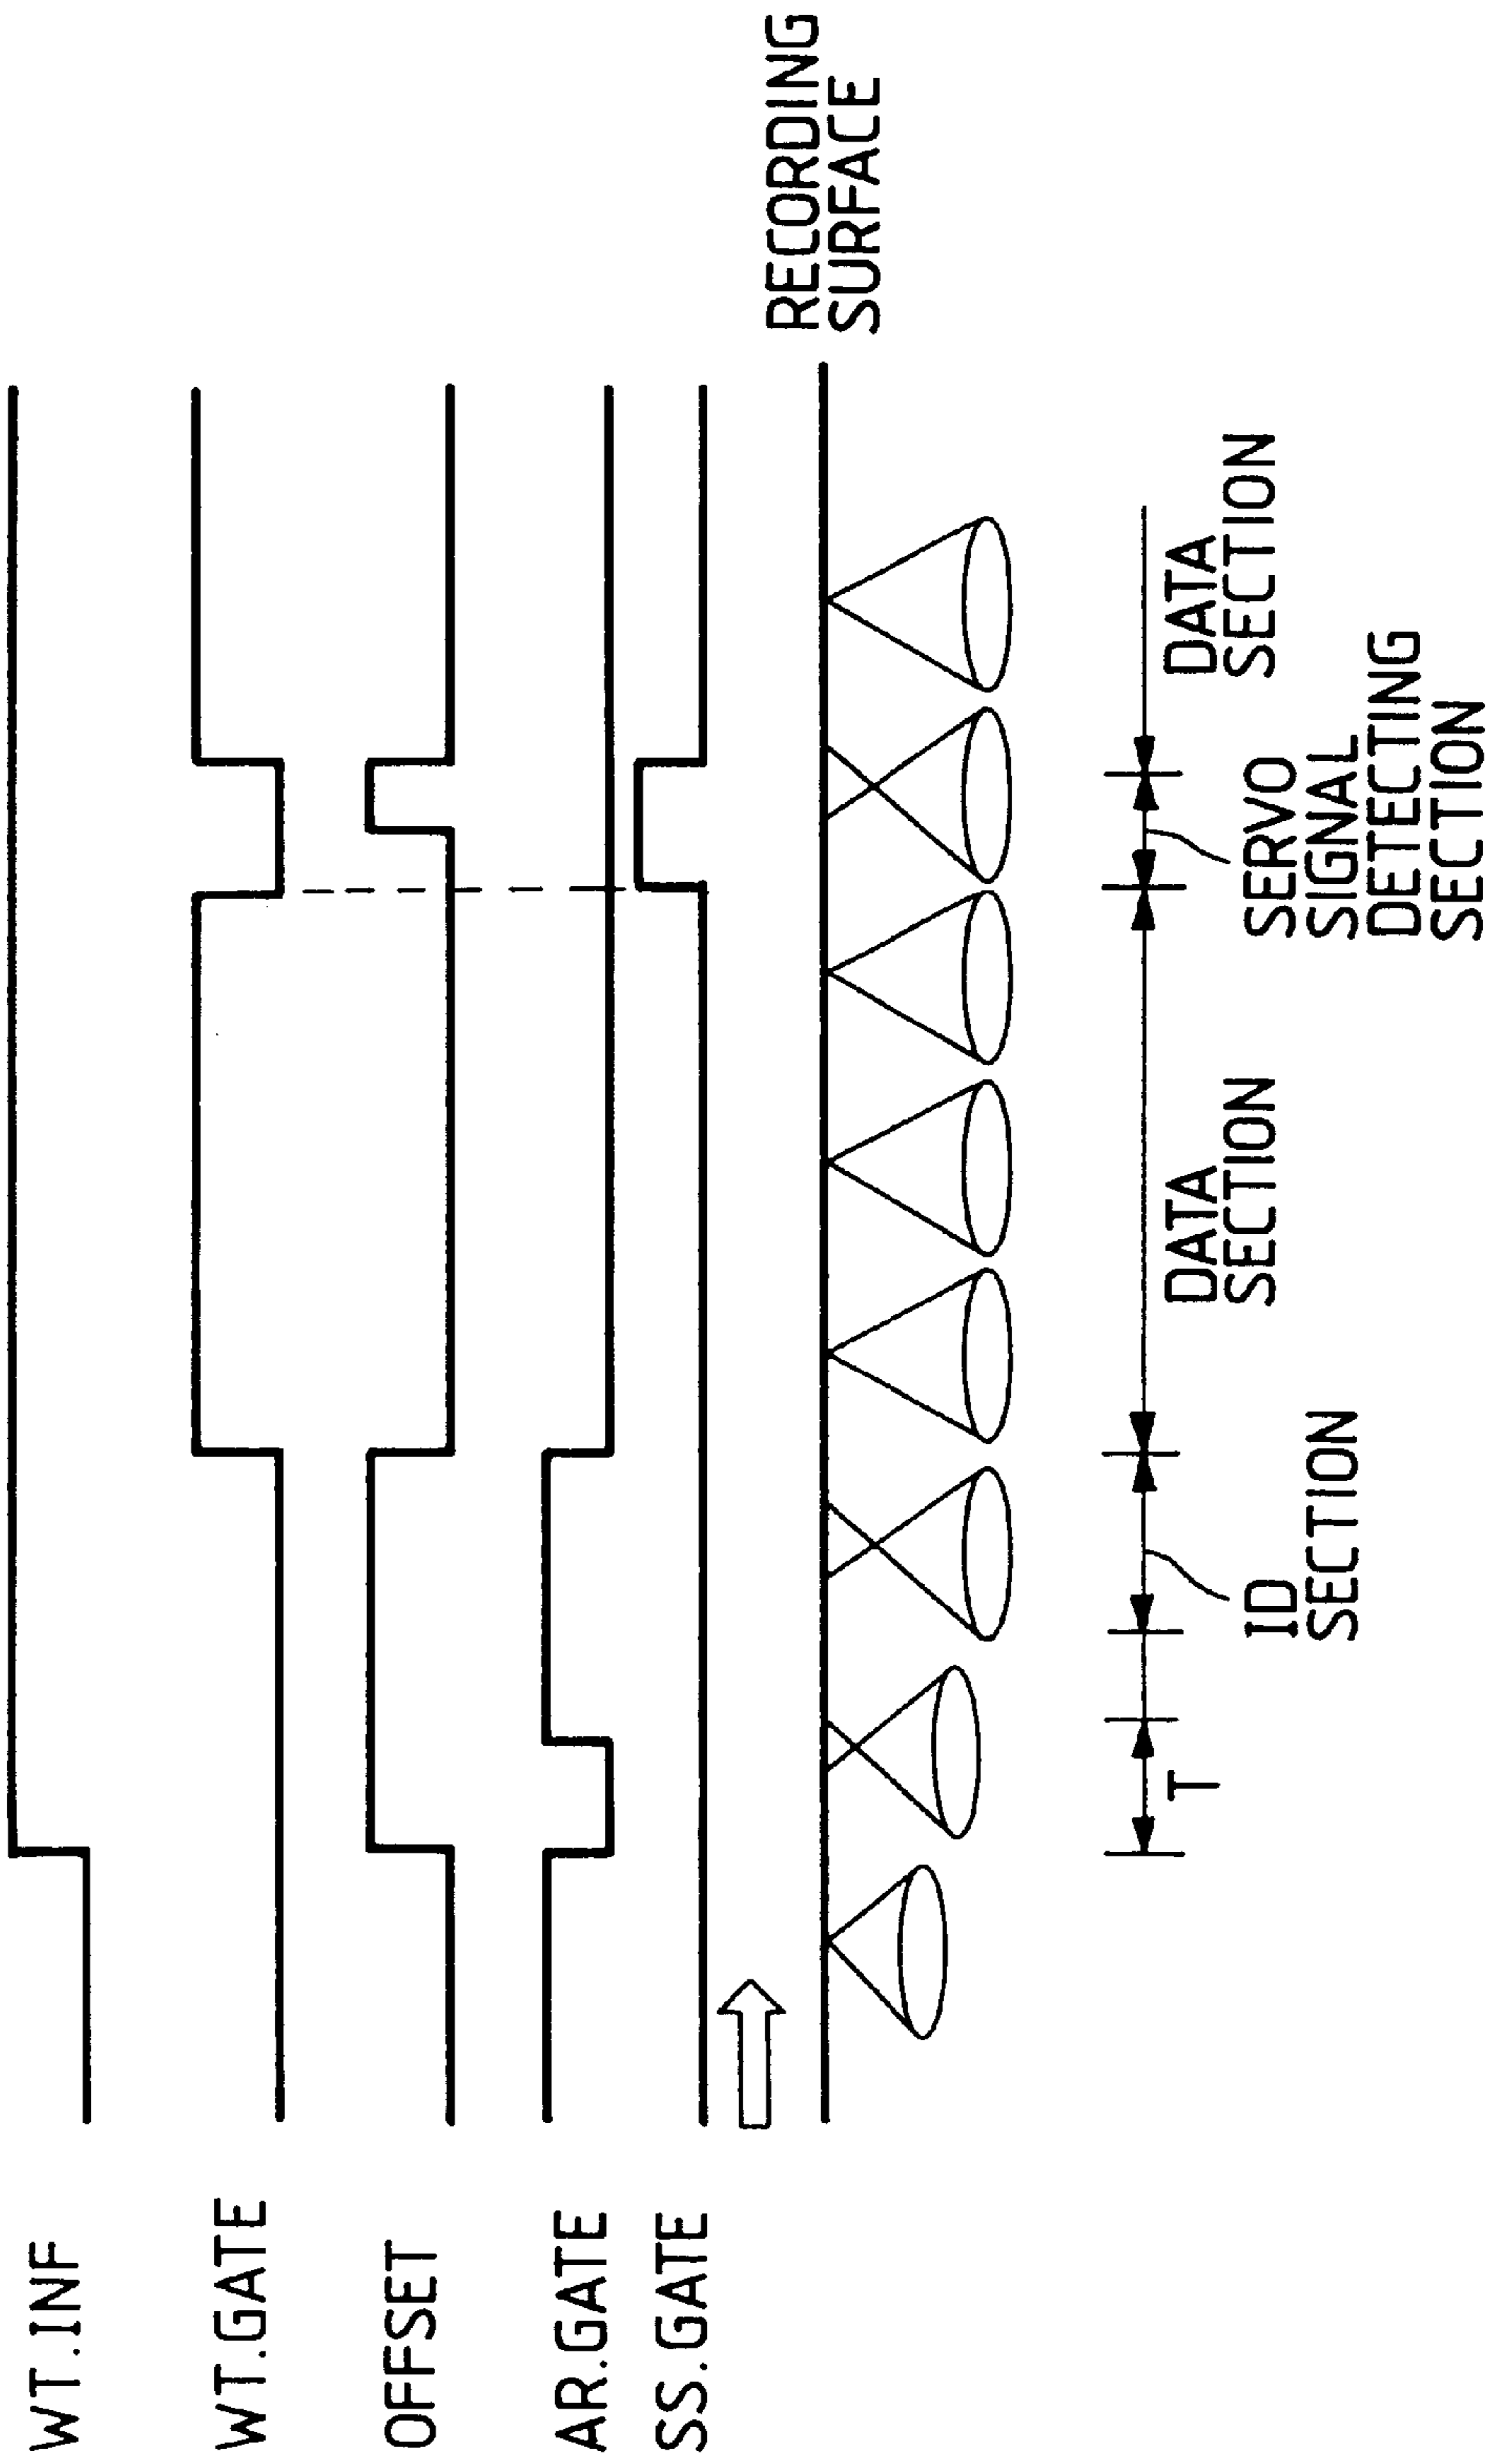 WT.INF
WT.GATE
OFFSET
AR.GATE
SS.GATE
RECORDING
SURFACE
T
ID
SECTION
DATA
SECTION
SERVO
SIGNAL
DETECTING
SECTION
DATA
SECTION